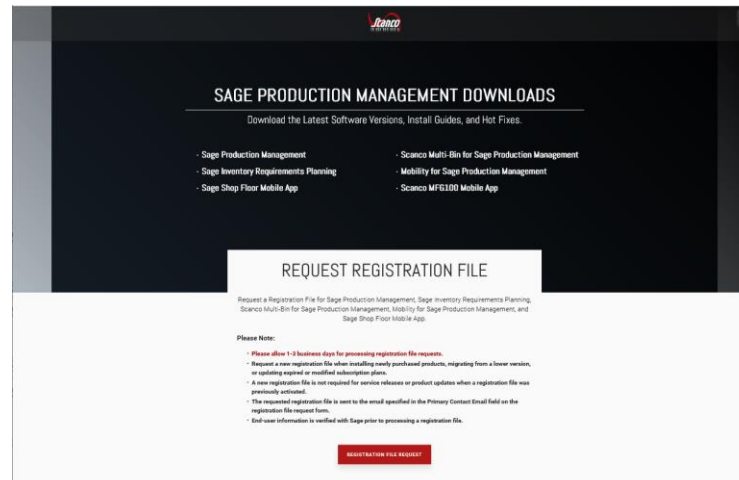 Scanco
SAGE PRODUCTION MANAGEMENT DOWNLOADS
Download the Latest Software Versions, Install Guides, and Hot Fixes.
- Sage Production Management
- Sage Inventory Requirements Planning
- Sage Shop Floor Mobile App
- Scanco Multi-Bin for Sage Production Management
- Mobility for Sage Production Management
- Scanco MFG100 Mobile App
REQUEST REGISTRATION FILE
Request a Registration File for Sage Production Management, Sage Inventory Requirements Planning,
Scanco Multi-Bin for Sage Production Management, Mobility for Sage Production Management, and
Sage Shop Floor Mobile App.
Please Note:
• Please allow 1-3 business days for processing registration file requests.
• Request a new registration file when installing newly purchased products, migrating from a lower version,
or updating expired or modified subscription plans.
• A new registration file is not required for service releases or product updates when a registration file was
previously activated.
• The requested registration file is sent to the email specified in the Primary Contact Email field on the
registration file request form.
• End-user information is verified with Sage prior to processing a registration file.
REGISTRATION FILE REQUEST